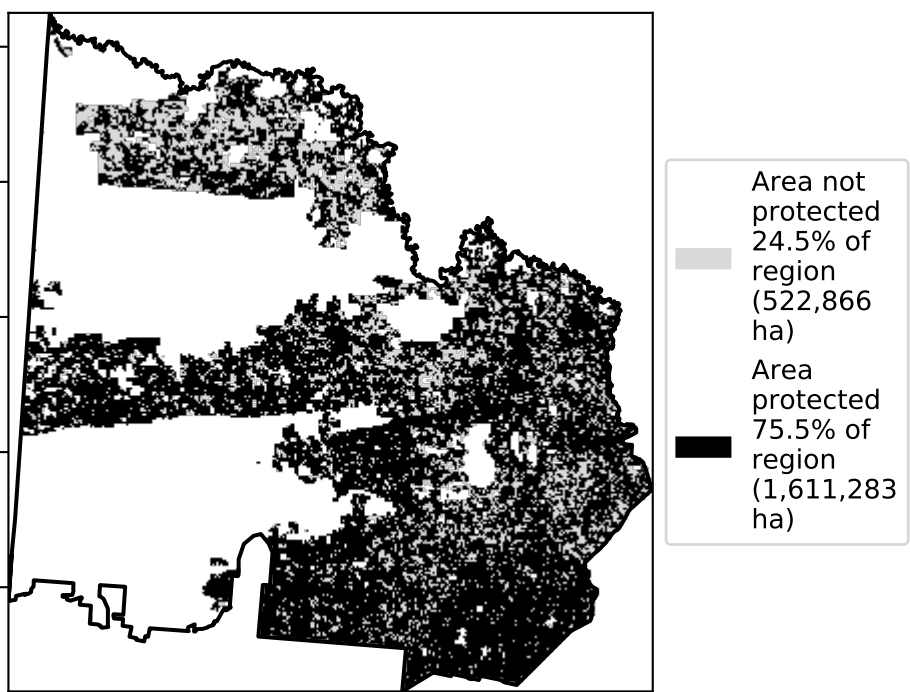 Area not
protected
24.5% of
region
(522,866
ha)
Area
protected
75.5% of
region
(1,611,283
ha)